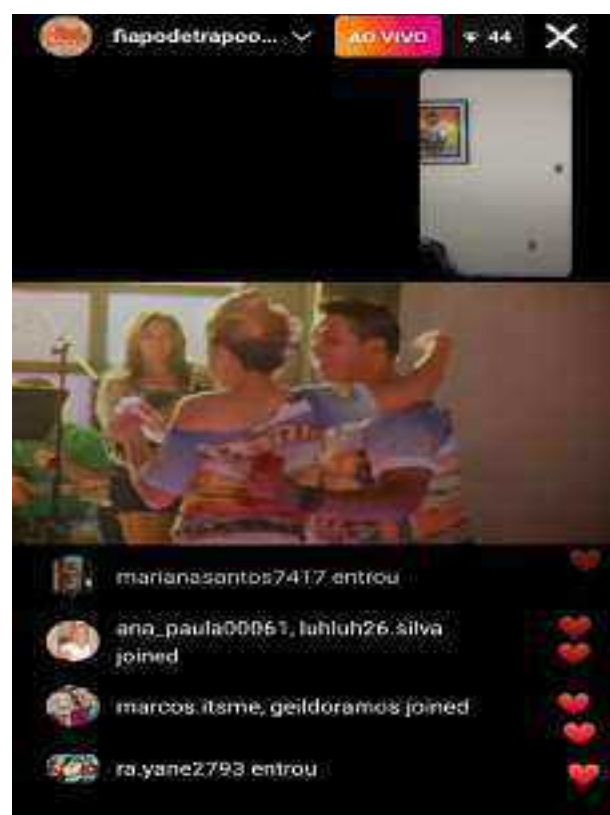 fiapodetrapoo...
AO VIVO
44
marianasantos7417 entrou
ana_paula00061, luhluh26.silva
joined
marcos.itsme, geildoramos joined
ra.yane2793 entrou